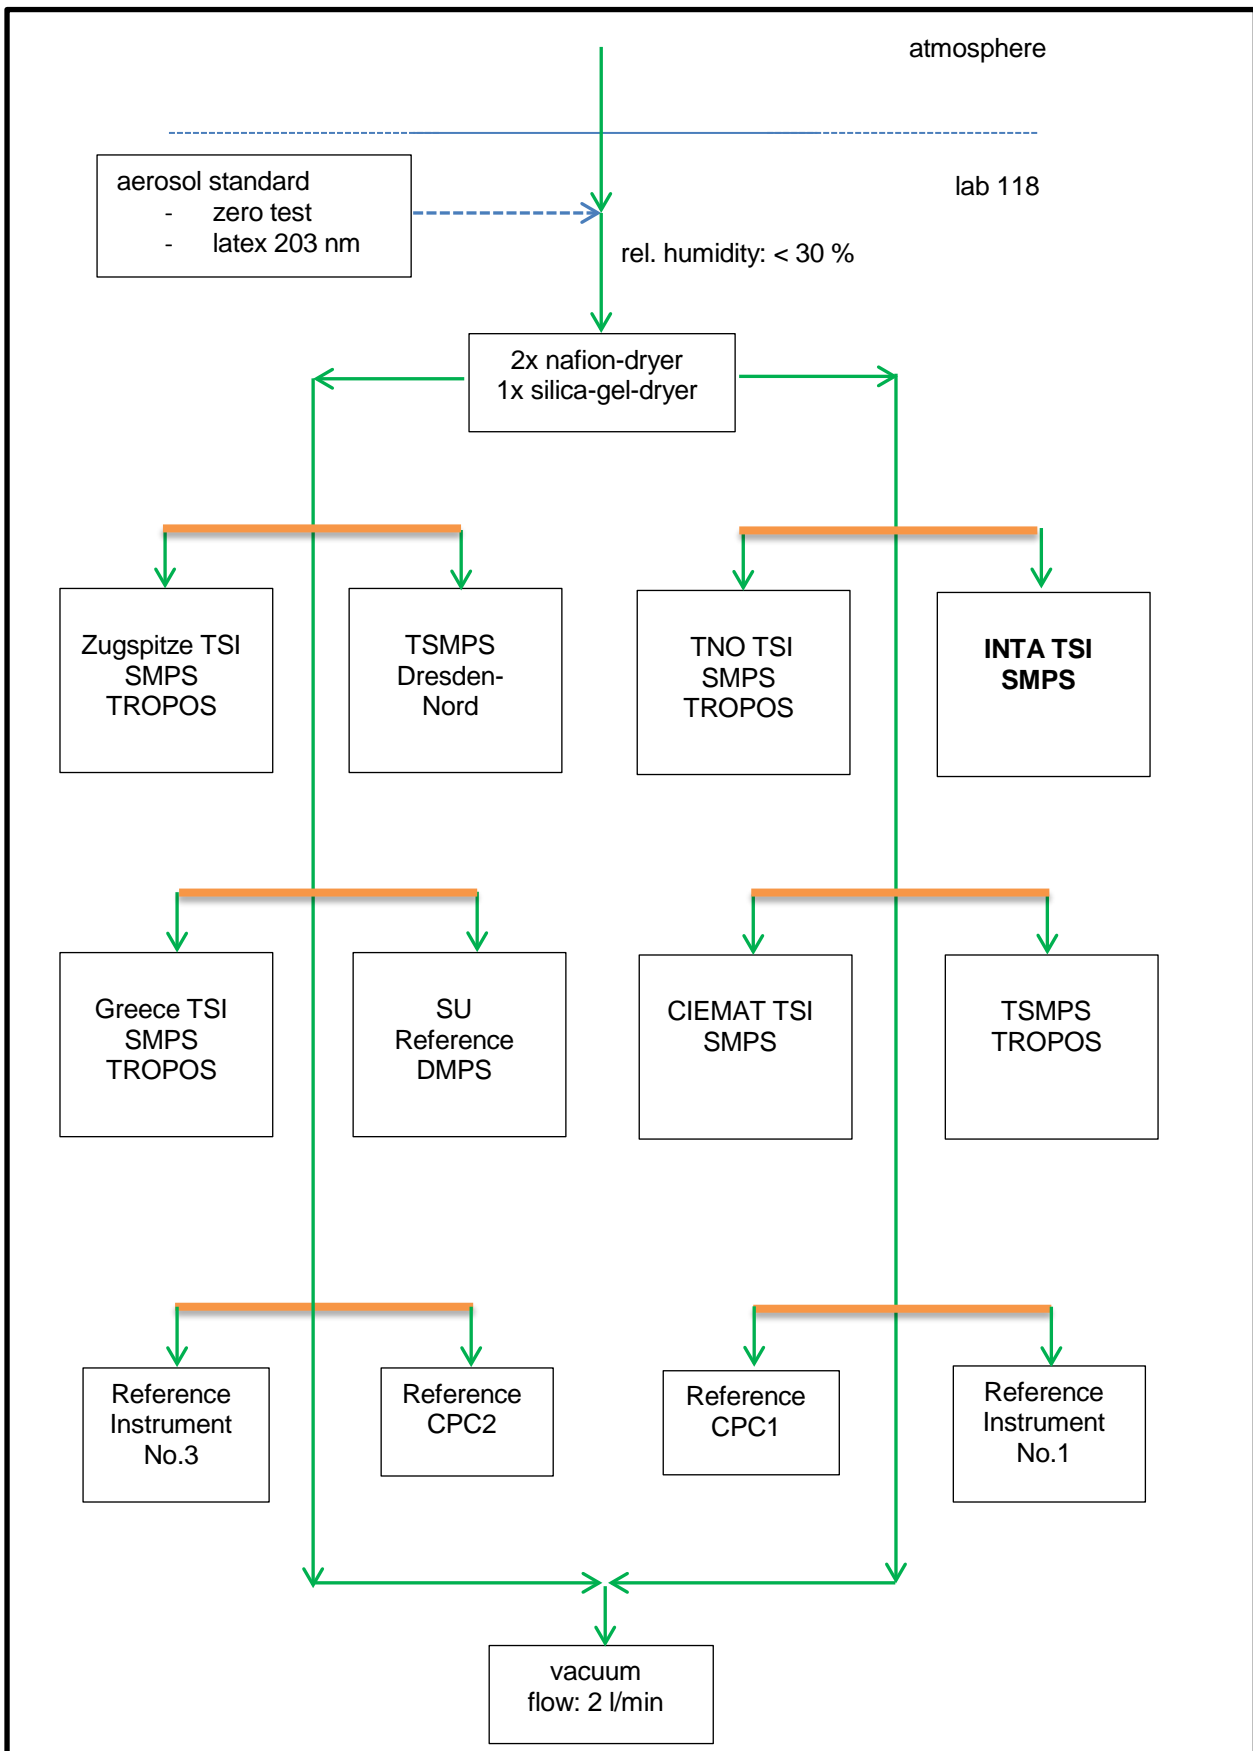 atmosphere
aerosol standard
- zero test
- latex 203 nm
lab 118
rel. humidity: < 30 %
2x nafion-dryer
1x silica-gel-dryer
Zugspitze TSI
SMPS
TROPOS
TSMPS
Dresden-
Nord
TNO TSI
SMPS
TROPOS
INTA TSI
SMPS
Greece TSI
SMPS
TROPOS
SU
Reference
DMPS
CIEMAT TSI
SMPS
TSMPS
TROPOS
Reference
Instrument
No.3
Reference
CPC2
Reference
CPC1
Reference
Instrument
No.1
vacuum
flow: 2 l/min